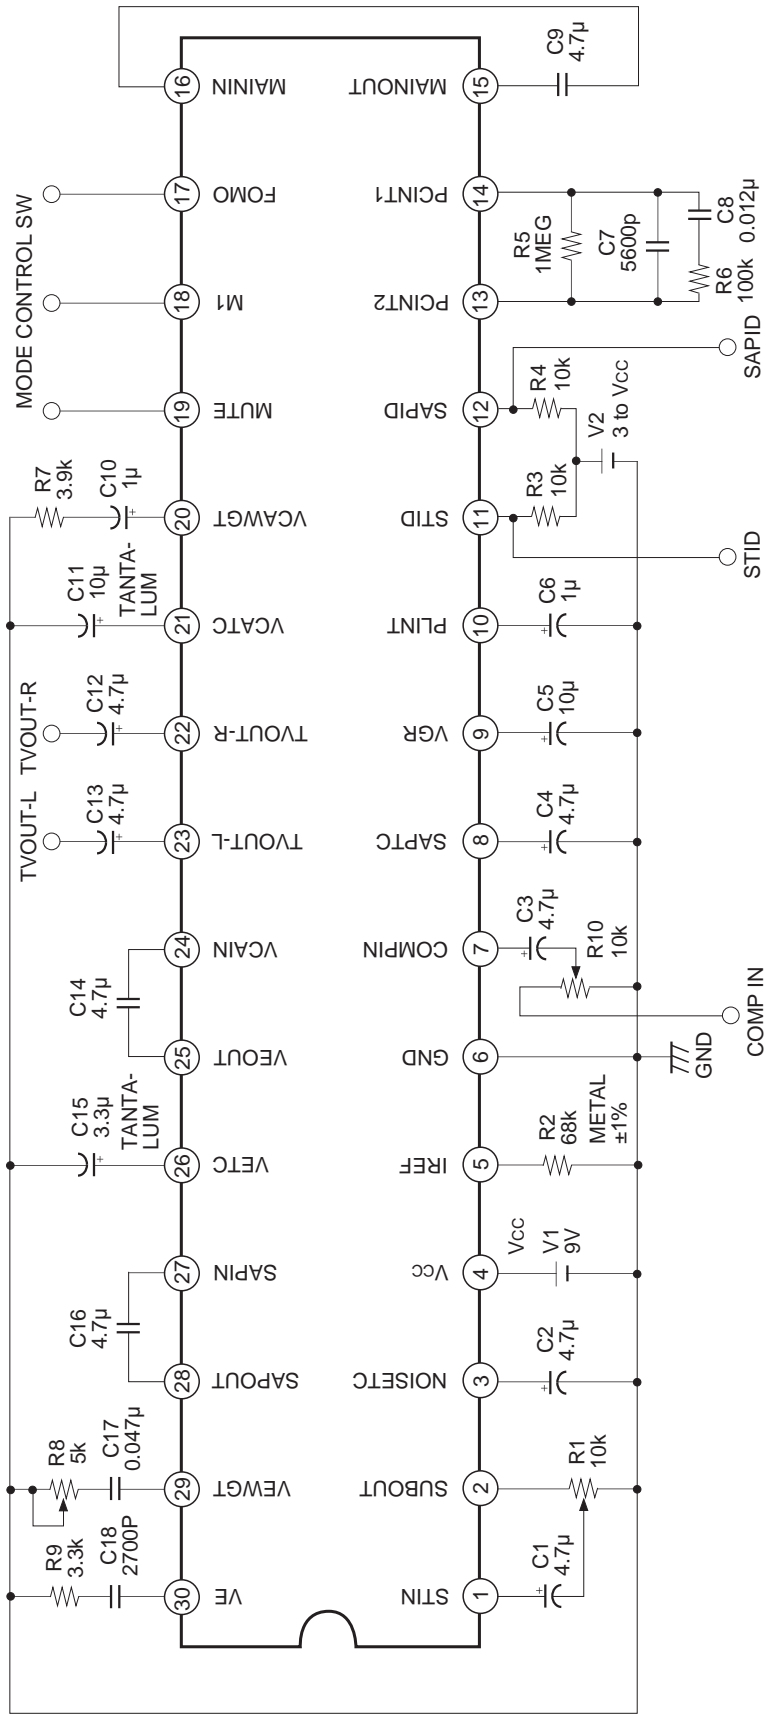 MODE CONTROL SW
TVOUT-L
TVOUT-R
R9
3.3k
C18
2700P
R8
5k
C17
0.047µ
C16
4.7µ
C15
3.3µ
TANTA-
LUM
C14
4.7µ
C13
4.7µ
C12
4.7µ
C11
10µ
TANTA-
LUM
R7
3.9k
C10
1µ
30
29
28
27
26
25
24
23
22
21
20
19
18
17
16
VE
VEWGT
SAPOUT
SAPIN
VETC
VEOUT
VCAIN
TVOUT-L
TVOUT-R
VCATC
VCAWGT
MUTE
M1
FOMO
MAININ
STIN
SUBOUT
NOISETC
VCC
IREF
GND
COMPIN
SAPTC
VGR
PLINT
STID
SAPID
PCINT2
PCINT1
MAINOUT
1
2
3
4
5
6
7
8
9
10
11
12
13
14
15
C1
4.7µ
R1
10k
C2
4.7µ
VCC
V1
9V
R2
68k
METAL
±1%
GND
C3
4.7µ
R10
10k
COMP IN
C4
4.7µ
C5
10µ
C6
1µ
R3
10k
R4
10k
V2
3 to VCC
STID
SAPID
R5
1MEG
C7
5600p
R6
100k
C8
0.012µ
C9
4.7µ